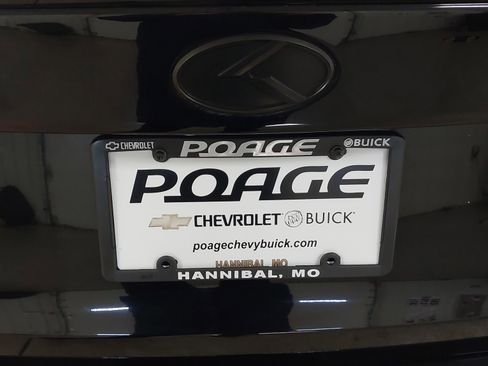 CHEVROLET POAGE BUICK
POAGE
CHEVROLET BUICK
poagechevybuick.com
HANNIBAL, MO
HANNIBAL, MO